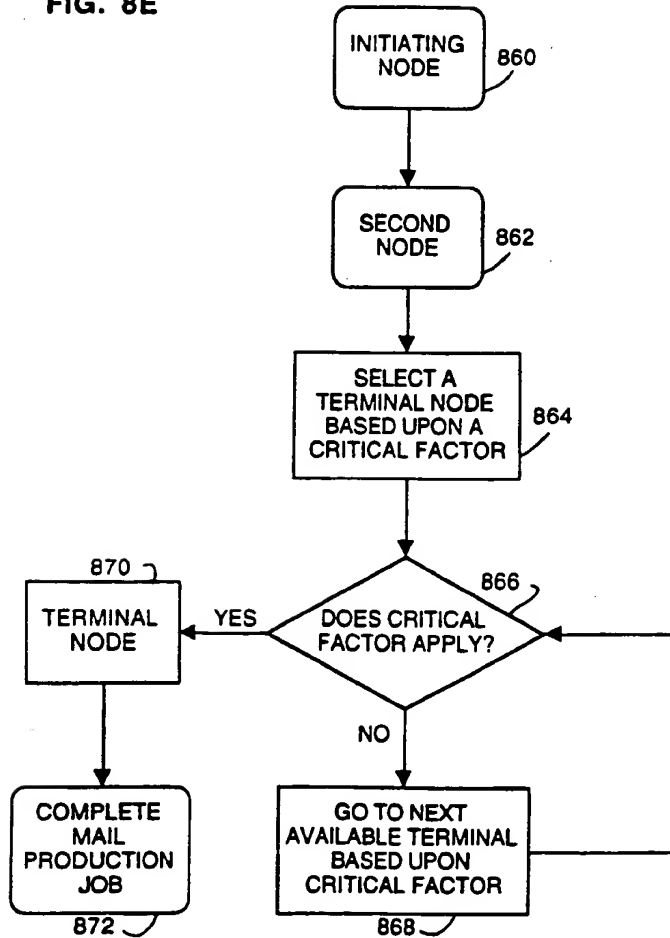 FIG. 8E
INITIATING
NODE
860
SECOND
NODE
862
SELECT A
TERMINAL NODE
BASED UPON A
CRITICAL FACTOR
864
866
DOES CRITICAL
FACTOR APPLY?
YES
870
TERMINAL
NODE
NO
COMPLETE
MAIL
PRODUCTION
JOB
872
GO TO NEXT
AVAILABLE TERMINAL
BASED UPON
CRITICAL FACTOR
868